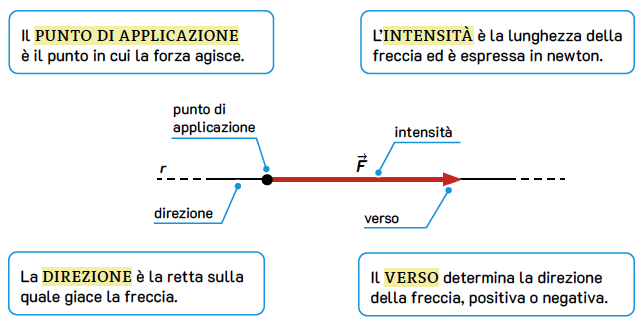 Il PUNTO DI APPLICAZIONE
è il punto in cui la forza agisce.
L'INTENSITÀ è la lunghezza della
freccia ed è espressa in newton.
punto di
applicazione
intensità
r
F
direzione
verso
La DIREZIONE è la retta sulla
quale giace la freccia.
Il VERSO determina la direzione
della freccia, positiva o negativa.